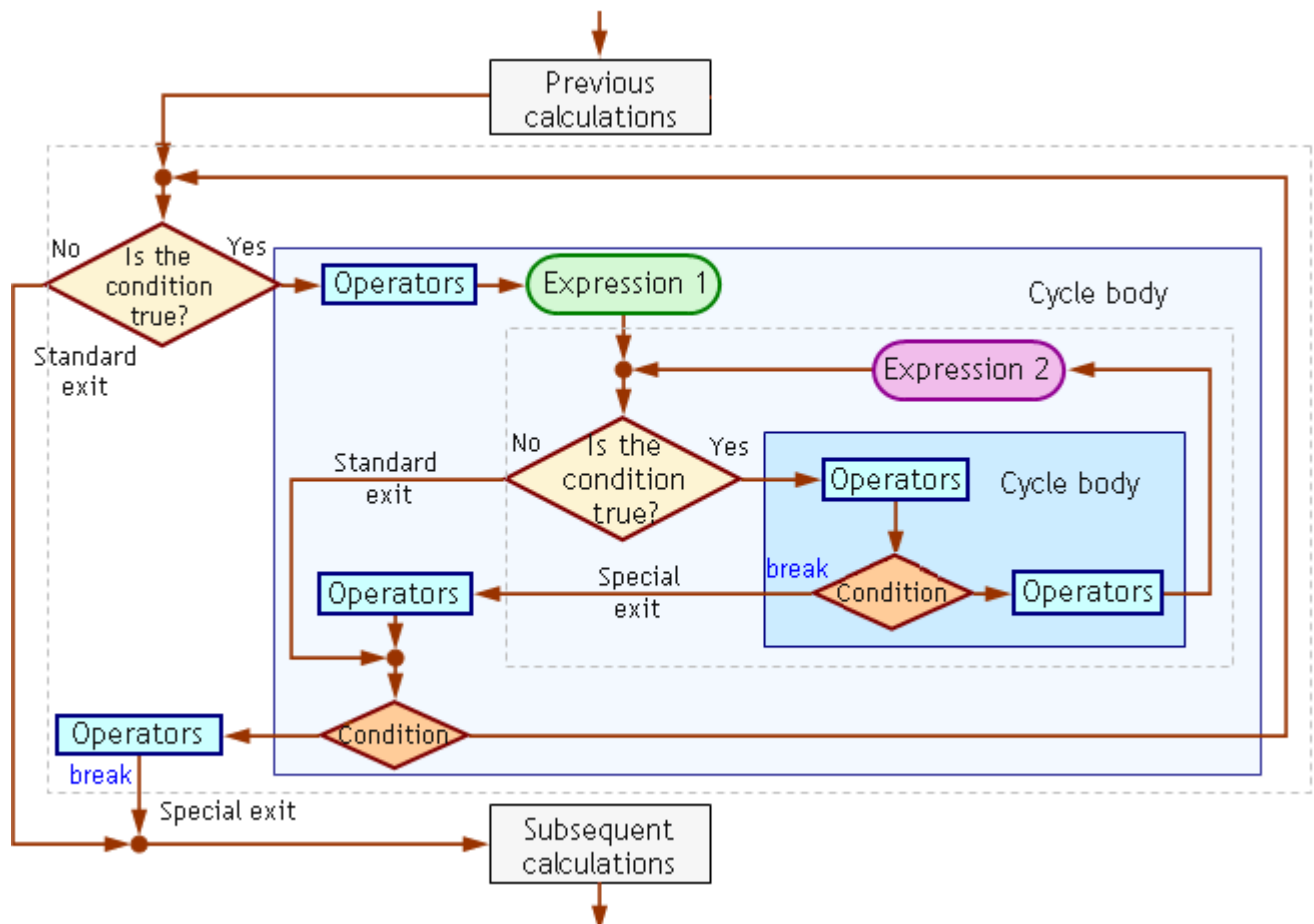 Previous
calculations
No
Yes
Is the
condition
true?
Standard
exit
Operators
Expression 1
Cycle body
Expression 2
No
Yes
Is the
condition
true?
Standard
exit
Operators
Cycle body
break
Condition
Operators
Special
exit
Operators
Condition
Operators
break
Special exit
Subsequent
calculations